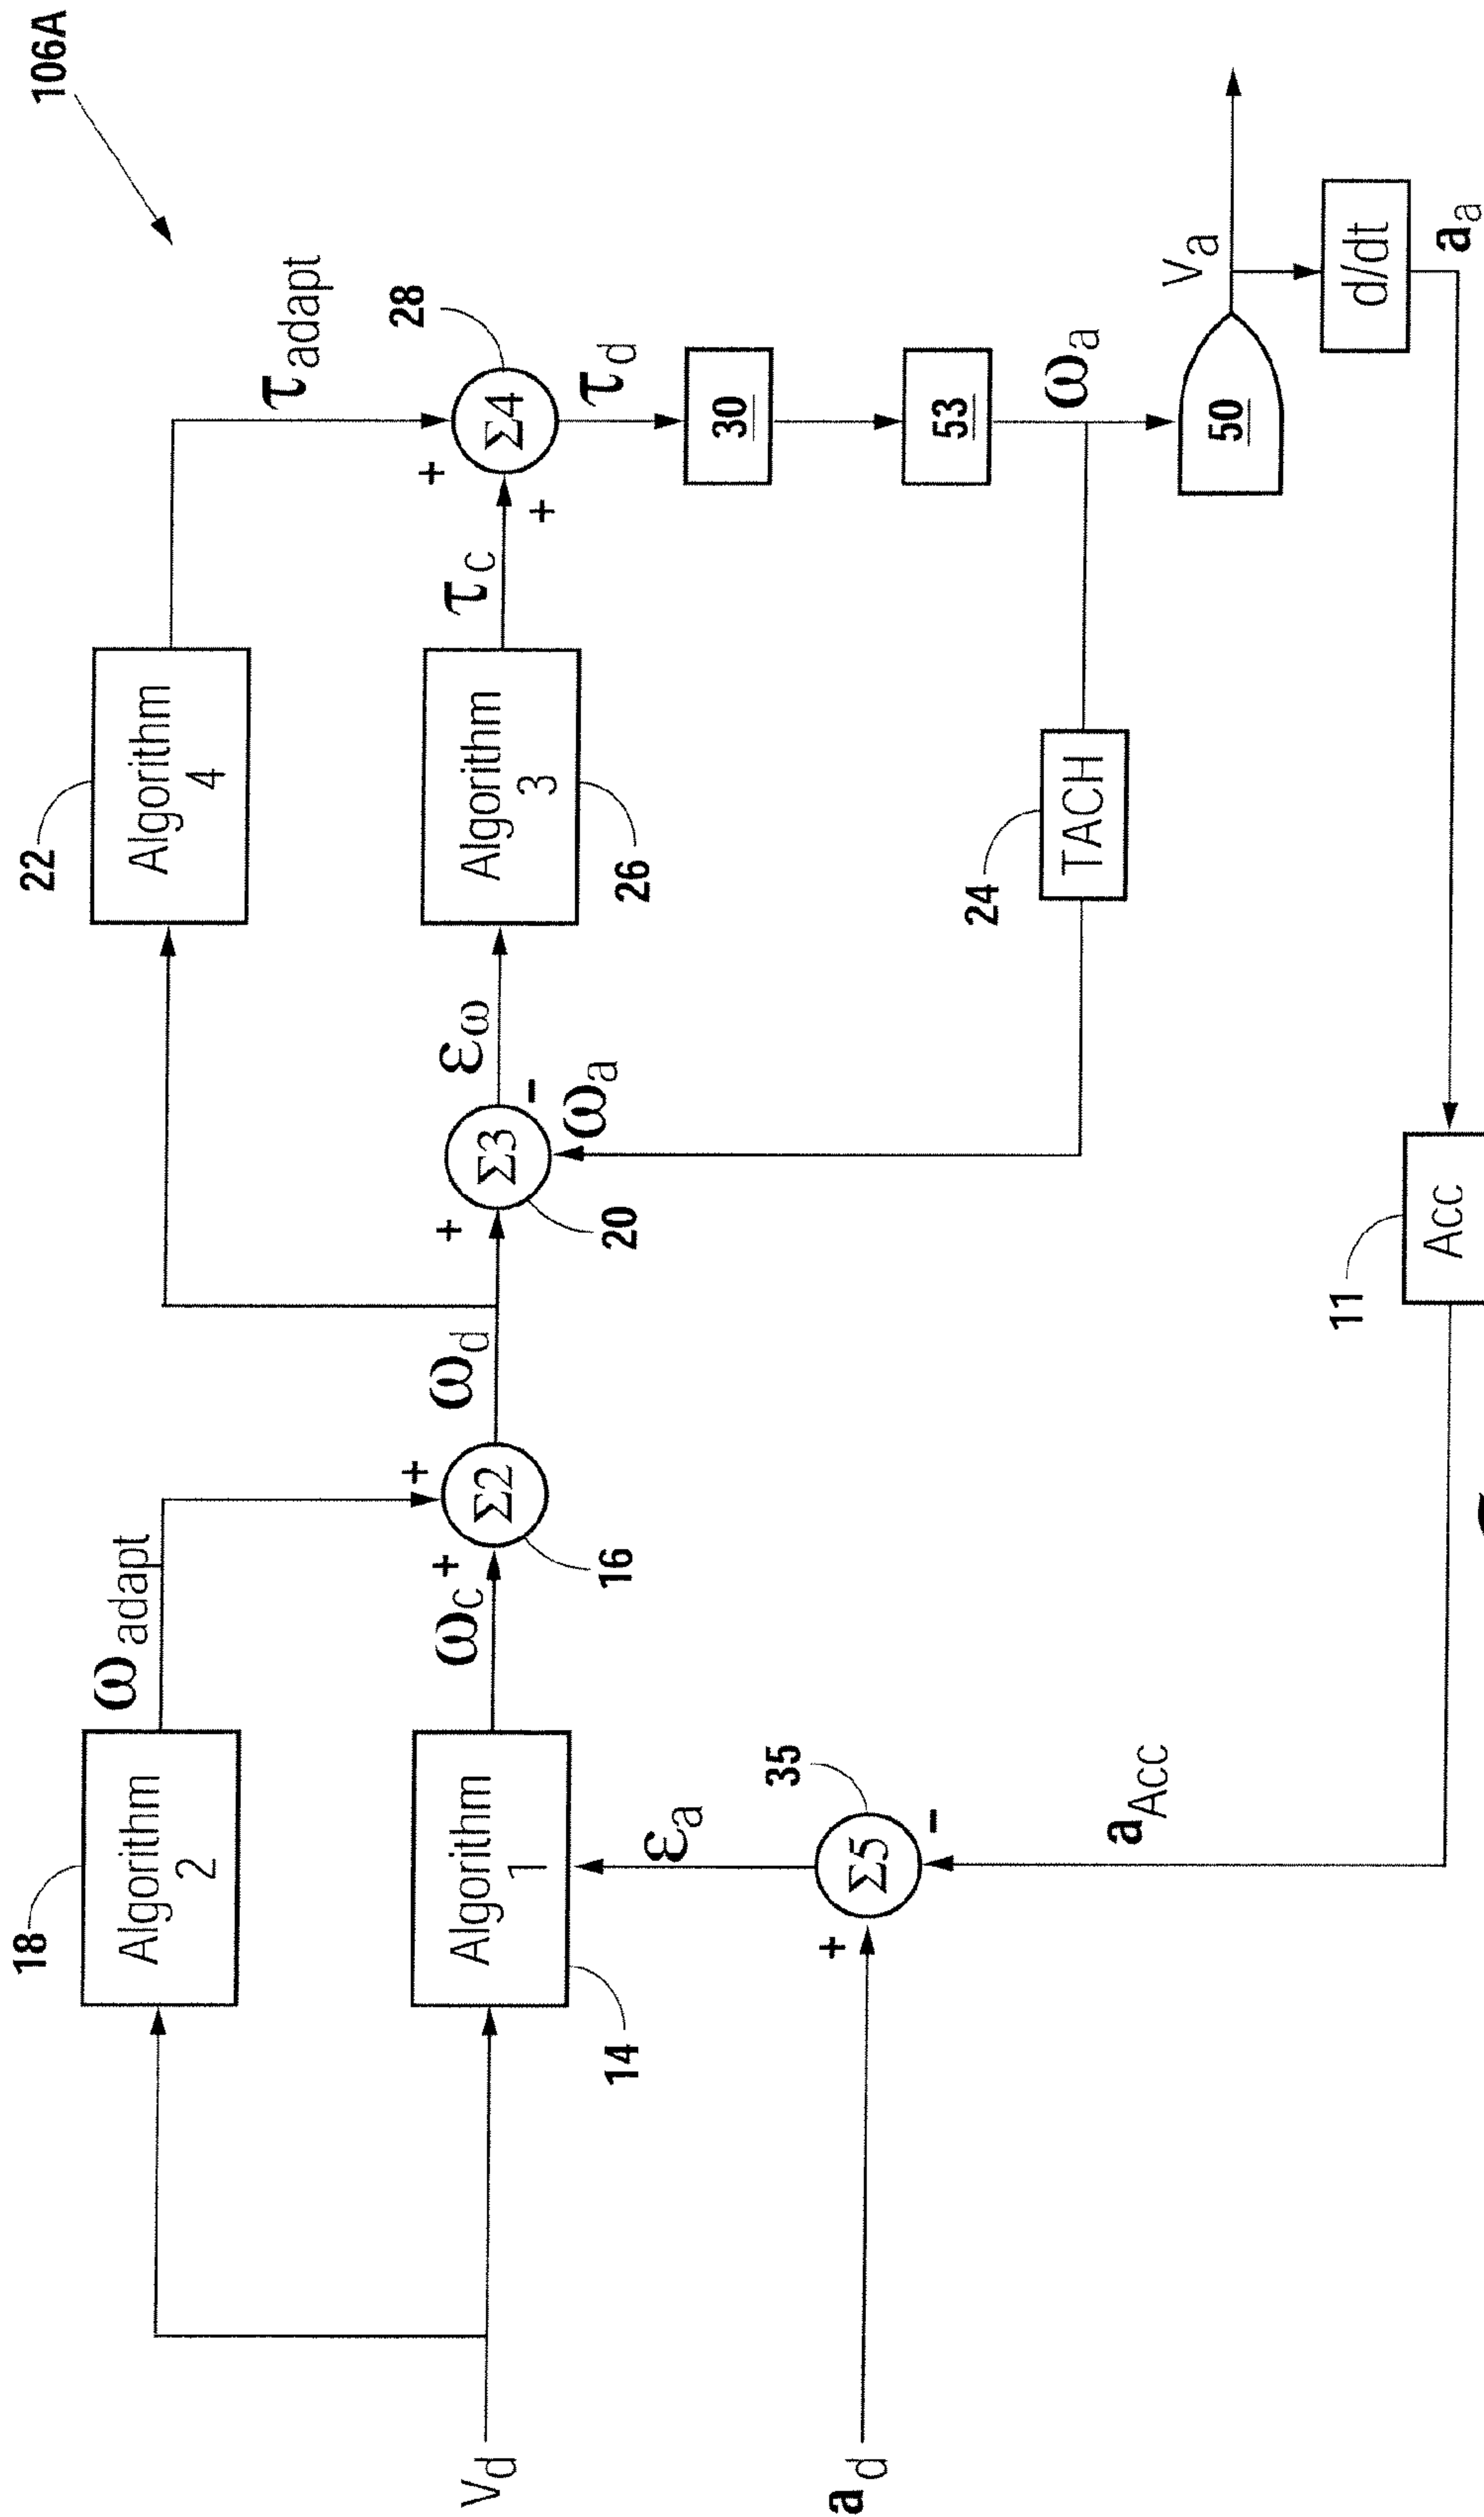 106A
22
Algorithm
4
τadapt
28
18
Algorithm
2
ωadapt
Vd
Algorithm
1
14
ωc
+
+
Σ2
16
ωd
+
Σ3
20
-
ωa
εω
Algorithm
3
26
τc
+
+
Σ4
τd
30
53
ωa
24
TACH
50
Va
d/dt
aa
ad
+
Σ5
35
-
εa
aAcc
11
Acc